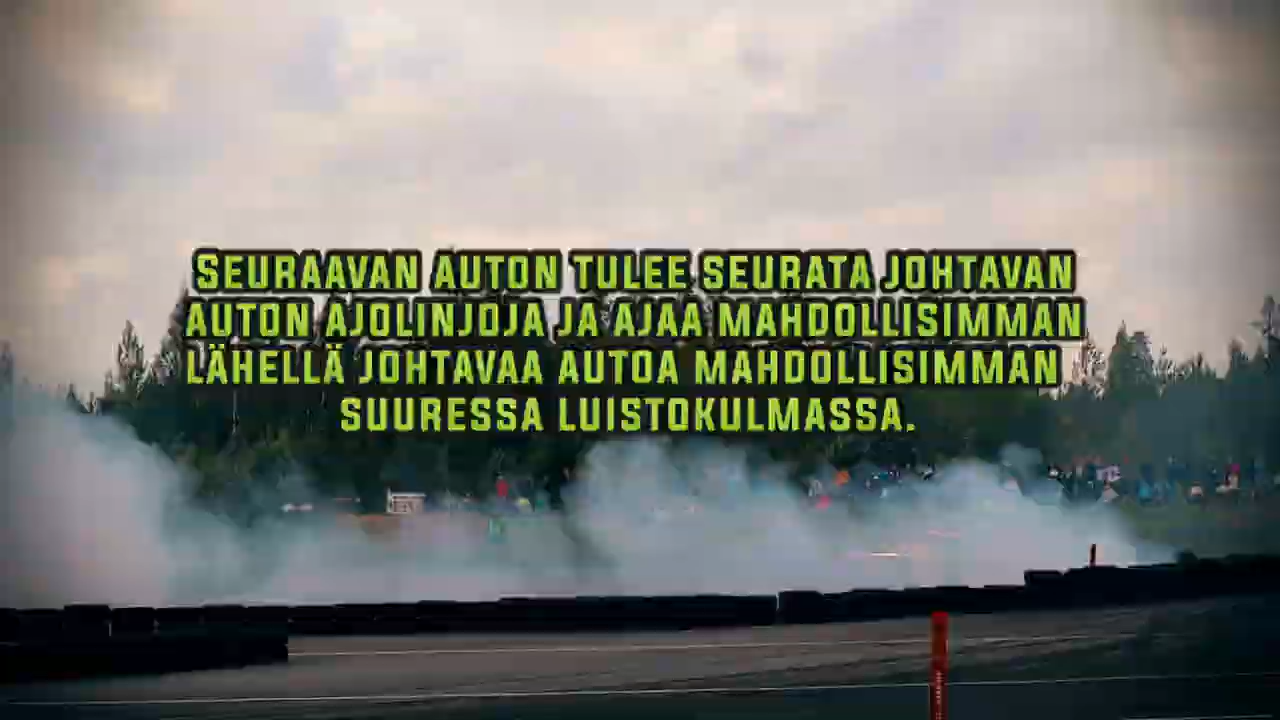 Seuraavan auton tulee seurata johtavan
auton ajolinjoja ja ajaa mahdollisimman
lähellä johtavaa autoa mahdollisimman
suuressa luistokulmassa.